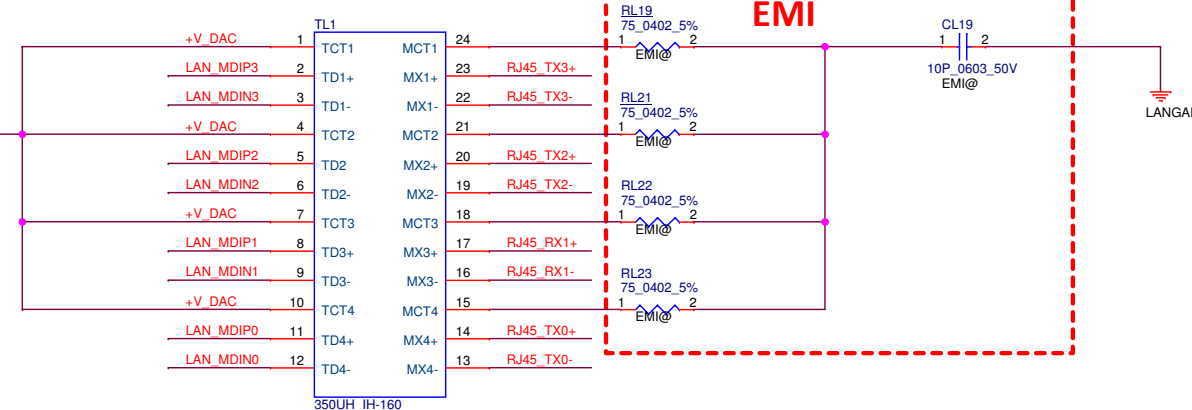 EMI
TL1
RL19
75_0402_5%
1 2
EMI@
CL19
1 2
10P_0603_50V
EMI@
LANGA
+V_DAC 1 TCT1 MCT1 24
LAN_MDIP3 2 TD1+ MX1+ 23 RJ45_TX3+
LAN_MDIN3 3 TD1- MX1- 22 RJ45_TX3-
RL21
75_0402_5%
1 2
EMI@
+V_DAC 4 TCT2 MCT2 21
LAN_MDIP2 5 TD2 MX2+ 20 RJ45_TX2+
LAN_MDIN2 6 TD2- MX2- 19 RJ45_TX2-
RL22
75_0402_5%
1 2
EMI@
+V_DAC 7 TCT3 MCT3 18
LAN_MDIP1 8 TD3+ MX3+ 17 RJ45_RX1+
LAN_MDIN1 9 TD3- MX3- 16 RJ45_RX1-
RL23
75_0402_5%
1 2
EMI@
+V_DAC 10 TCT4 MCT4 15
LAN_MDIP0 11 TD4+ MX4+ 14 RJ45_TX0+
LAN_MDIN0 12 TD4- MX4- 13 RJ45_TX0-
350UH_IH-160